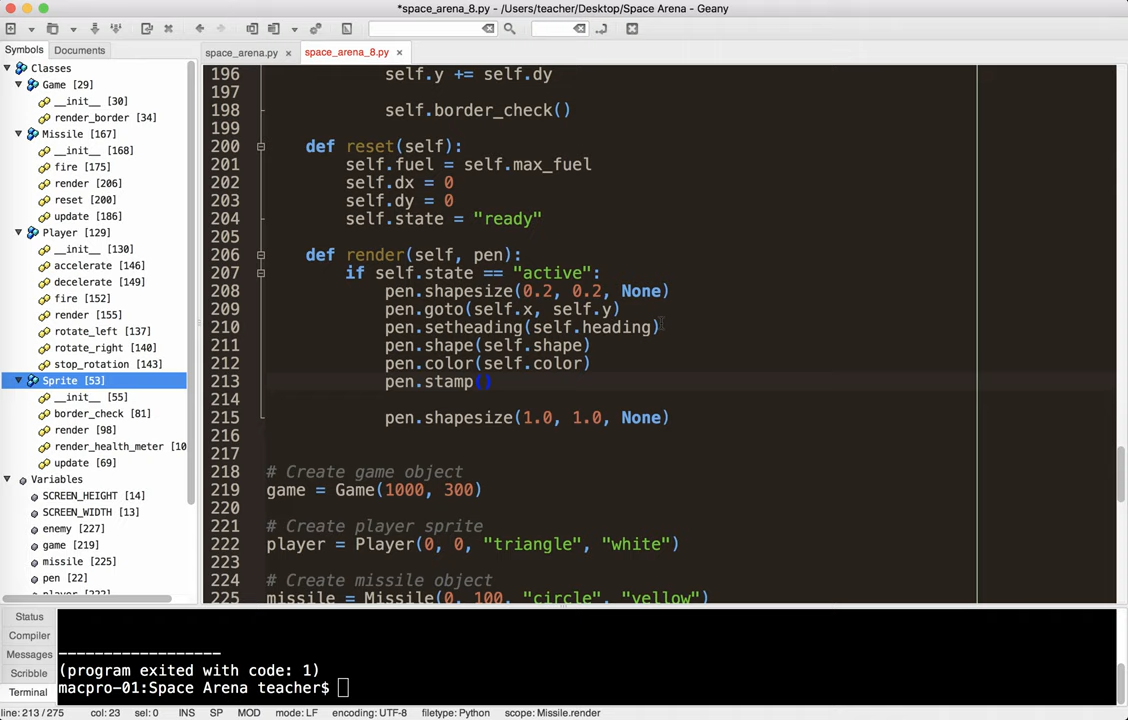 *space_arena_8.py - /Users/teacher/Desktop/Space Arena - Geany
Symbols Documents
space_arena.py space_arena_8.py
Classes
Game [29]
__init__ [30]
render_border [34]
Missile [167]
__init__ [168]
fire [175]
render [206]
reset [200]
update [186]
Player [129]
__init__ [130]
accelerate [146]
decelerate [149]
fire [152]
render [155]
rotate_left [137]
rotate_right [140]
stop_rotation [143]
Sprite [53]
__init__ [55]
border_check [81]
render [98]
render_health_meter [10
update [69]
Variables
SCREEN_HEIGHT [14]
SCREEN_WIDTH [13]
enemy [227]
game [219]
missile [225]
pen [22]
player [222]
196 self.y += self.dy
197
198 self.border_check()
199
200 def reset(self):
201 self.fuel = self.max_fuel
202 self.dx = 0
203 self.dy = 0
204 self.state = "ready"
205
206 def render(self, pen):
207 if self.state == "active":
208 pen.shapesize(0.2, 0.2, None)
209 pen.goto(self.x, self.y)
210 pen.setheading(self.heading)
211 pen.shape(self.shape)
212 pen.color(self.color)
213 pen.stamp()
214
215 pen.shapesize(1.0, 1.0, None)
216
217
218 # Create game object
219 game = Game(1000, 300)
220
221 # Create player sprite
222 player = Player(0, 0, "triangle", "white")
223
224 # Create missile object
225 missile = Missile(0, 100, "circle", "yellow")
Status
Compiler
Messages
Scribble
Terminal
------------------
(program exited with code: 1)
macpro-01:Space Arena teacher$
line: 213 / 275 col: 23 sel: 0 INS SP MOD mode: LF encoding: UTF-8 filetype: Python scope: Missile.render